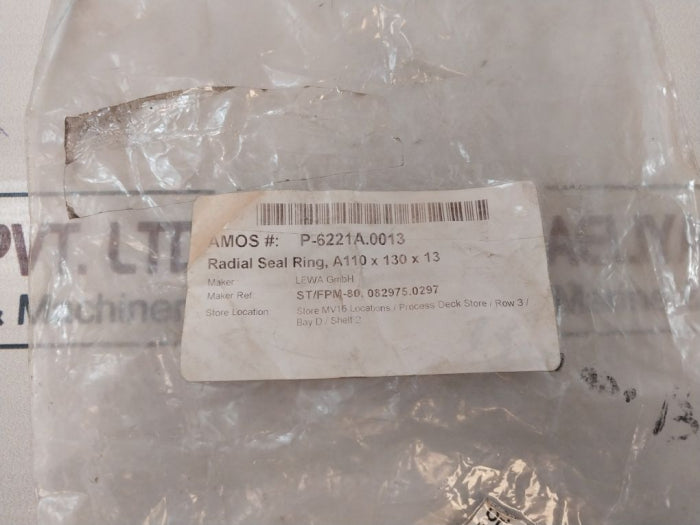 AMOS #: P-6221A.0013
Radial Seal Ring, A110 x 130 x 13
Maker LEWA GmbH
Maker Ref ST/FPM-80, 082975.0297
Store Location Store MV16 Locations / Process Deck Store / Row 3 /
Bay D / Shelf 2
PVT. LTD
& Machiner
13